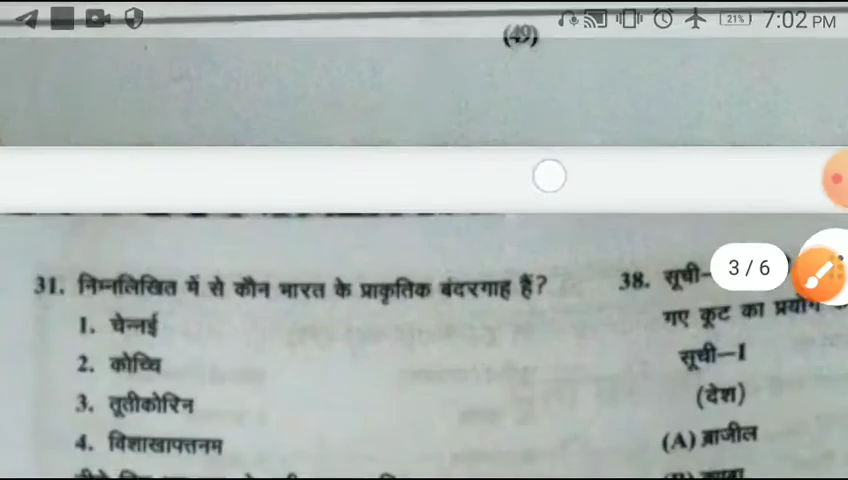 21%
7:02 PM
(49)
3 / 6
31. निम्नलिखित में से कौन भारत के प्राकृतिक बंदरगाह हैं?
1. चेन्नई
2. कोच्चि
3. तूतीकोरिन
4. विशाखापत्तनम
38. सूची-
गए कूट का प्रयोग
सूची-I
(देश)
(A) ब्राजील